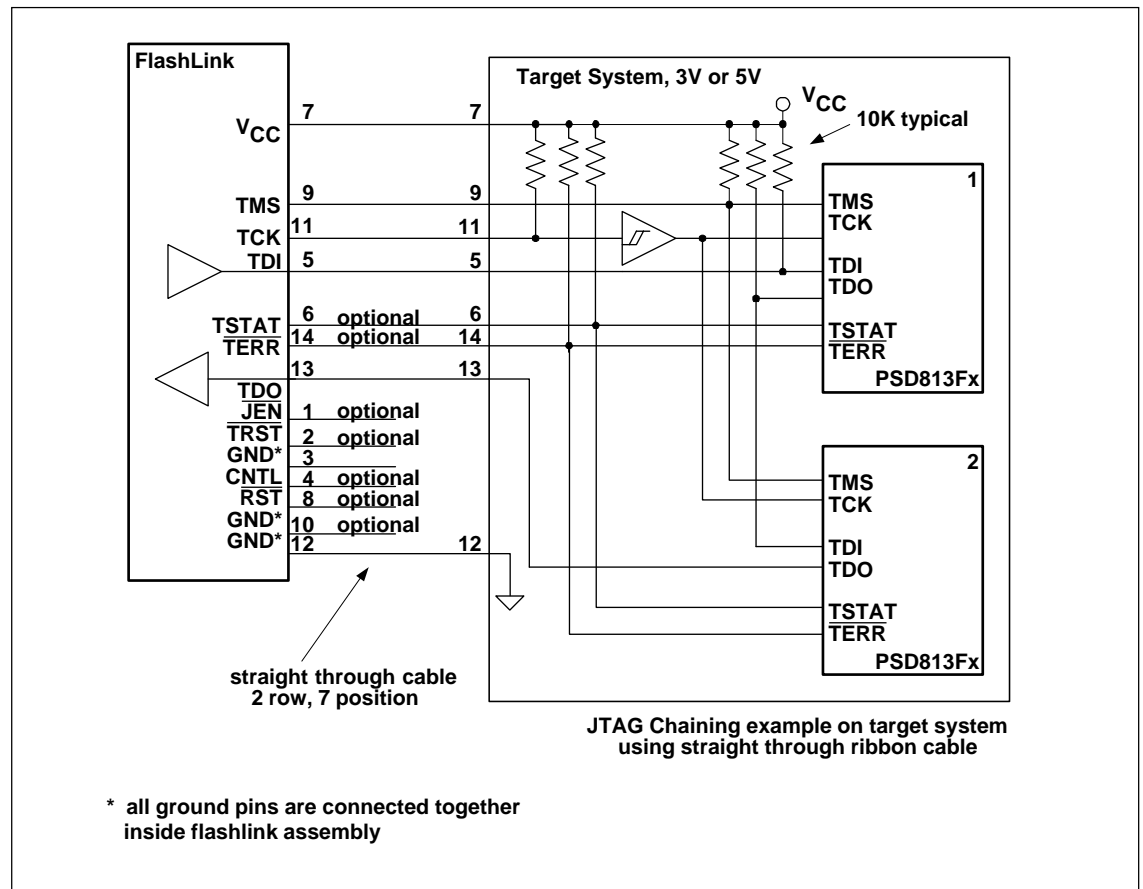 FlashLink
Target System, 3V or 5V
VCC
10K typical
VCC 7 7
TMS 9 9
TCK 11 11
TDI 5 5
TSTAT 6 optional 6
TERR 14 optional 14
13 13
TDO
JEN 1 optional
TRST 2 optional
GND* 3
CNTL 4 optional
RST 8 optional
GND* 10 optional
GND* 12 12
1
TMS
TCK
TDI
TDO
TSTAT
TERR
PSD813Fx
2
TMS
TCK
TDI
TDO
TSTAT
TERR
PSD813Fx
straight through cable
2 row, 7 position
JTAG Chaining example on target system
using straight through ribbon cable
* all ground pins are connected together
inside flashlink assembly